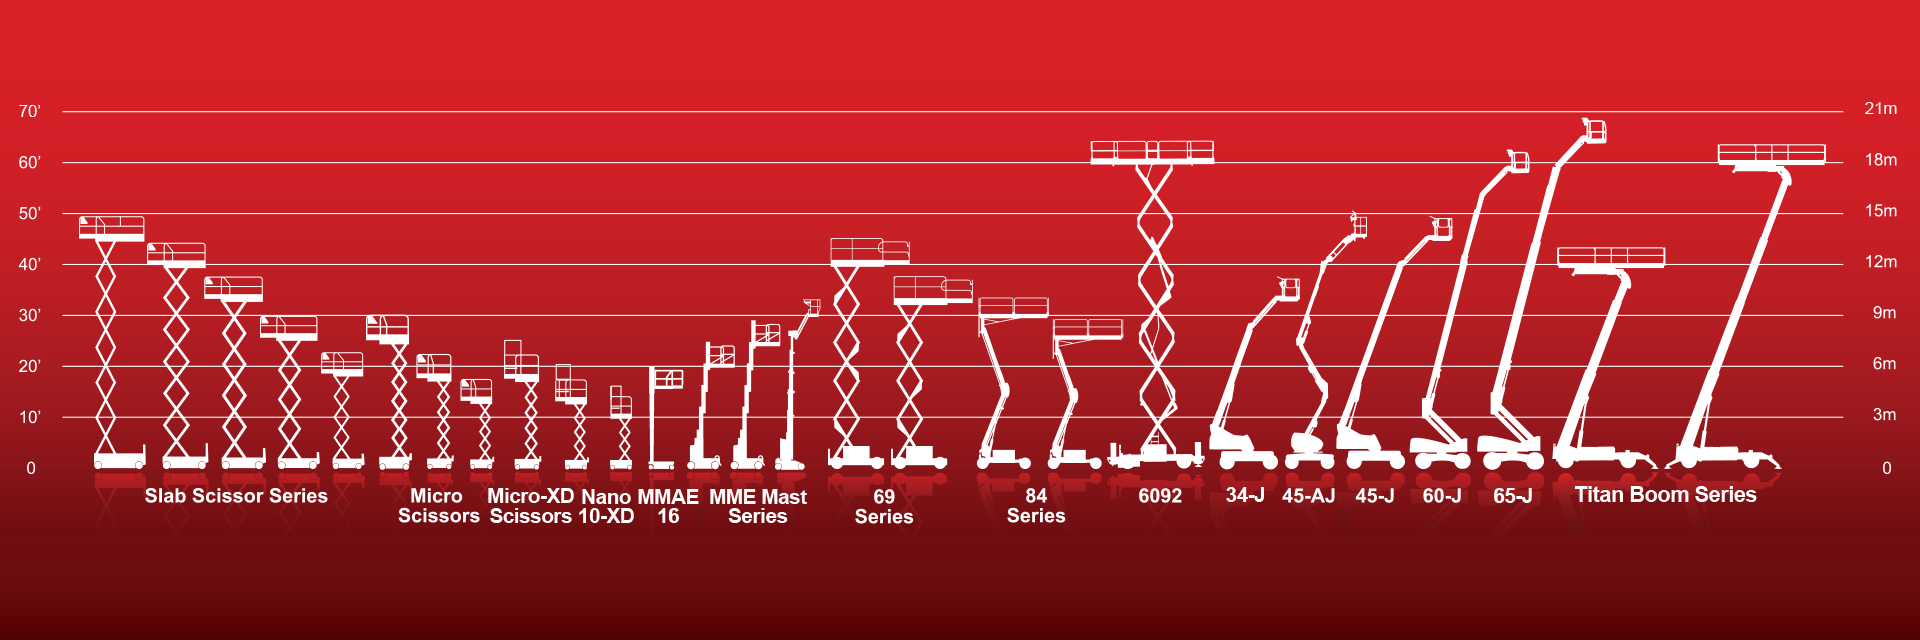 70’
21m
60’
18m
50’
15m
40’
12m
30’
9m
20’
6m
10’
3m
0
0
Slab Scissor Series
Micro
Scissors
Micro-XD
Scissors
Nano
10-XD
MMAE
16
MME Mast
Series
69
Series
84
Series
6092
34-J
45-AJ
45-J
60-J
65-J
Titan Boom Series